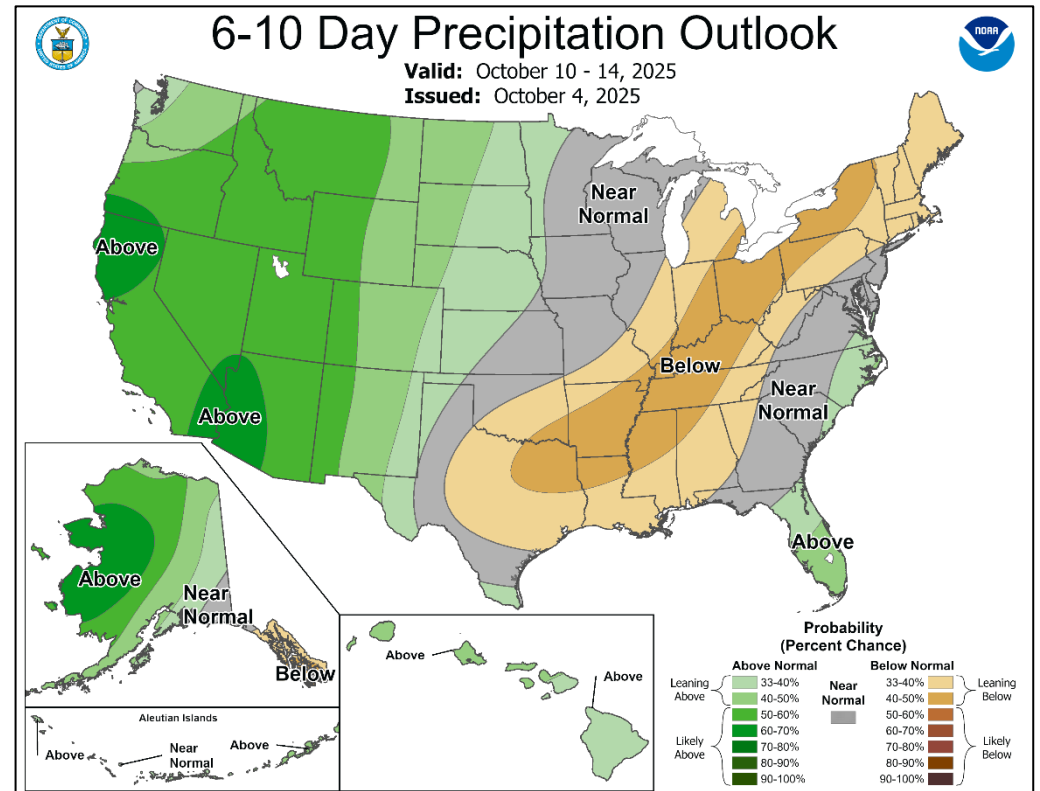 6-10 Day Precipitation Outlook
Valid: October 10 - 14, 2025
Issued: October 4, 2025
NOAA
Above
Near
Normal
Above
Below
Near
Normal
Above
Above
Near
Normal
Below
Aleutian Islands
Above
Near
Normal
Above
Above
Above
Probability
(Percent Chance)
Above Normal
Below Normal
Leaning
Above
33-40%
40-50%
Likely
Above
50-60%
60-70%
70-80%
80-90%
90-100%
Near
Normal
33-40%
40-50%
Leaning
Below
50-60%
60-70%
70-80%
80-90%
90-100%
Likely
Below